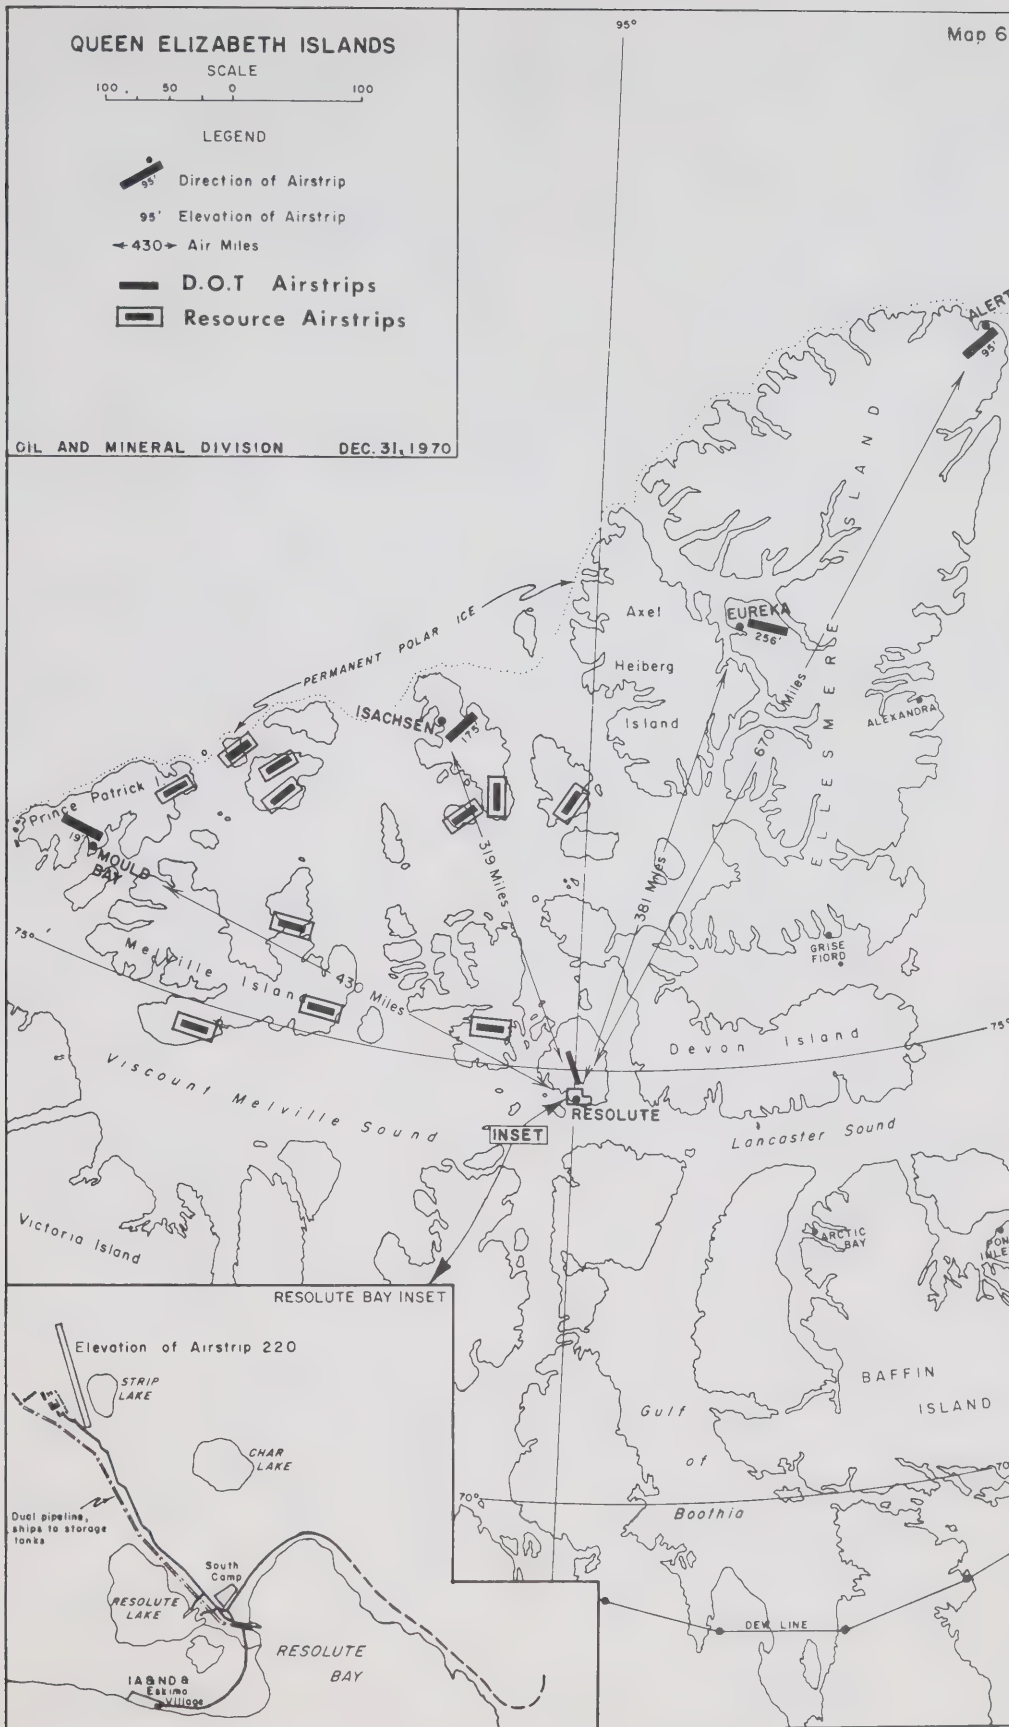 95°
Map 6
QUEEN ELIZABETH ISLANDS
SCALE
100 50 0 100
LEGEND
95' Direction of Airstrip
95' Elevation of Airstrip
←430→ Air Miles
D.O.T Airstrips
Resource Airstrips
OIL AND MINERAL DIVISION DEC. 31, 1970
ALERT
95'
ELLESMERE ISLAND
PERMANENT POLAR ICE
Axel
Heiberg
Island
EUREKA
256'
ISACHSEN
175'
ALEXANDRA
670 Miles
Prince Patrick I.
19'
MOULD
BAY
319 Miles
381 Miles
GRISE
FIORD
75°
Melville Island
430 Miles
75°
Devon Island
Viscount Melville Sound
RESOLUTE
INSET
Lancaster Sound
Victoria Island
ARCTIC
BAY
PON
INLE
RESOLUTE BAY INSET
Elevation of Airstrip 220
STRIP
LAKE
CHAR
LAKE
BAFFIN
ISLAND
Gulf
of
Boothia
70°
70°
Dual pipeline,
ships to storage
tanks
South
Camp
RESOLUTE
LAKE
RESOLUTE
BAY
DEW LINE
IA&ND &
Eskimo
Village